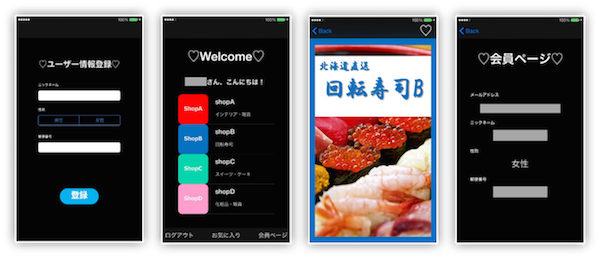 100%
♡ユーザー情報登録♡
ニックネーム
性別
男性 女性
郵便番号
登録
100%
♡Welcome♡
さん、こんにちは！
ShopA
shopA
インテリア・雑貨
ShopB
shopB
回転寿司
ShopC
shopC
スイーツ・ケーキ
ShopD
shopD
化粧品・雑貨
ログアウト お気に入り 会員ページ
100%
Back
♡
北海道直送
回転寿司B
100%
Back
♡会員ページ♡
メールアドレス
ニックネーム
性別
女性
郵便番号